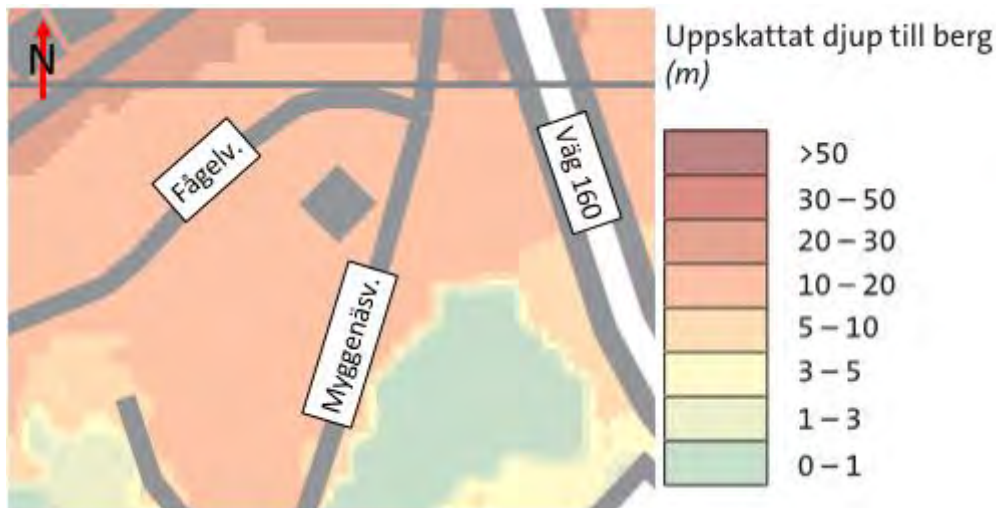 N
Fågelv.
Myggenäsv.
Väg 160
Uppskattat djup till berg
(m)
>50
30 – 50
20 – 30
10 – 20
5 – 10
3 – 5
1 – 3
0 – 1